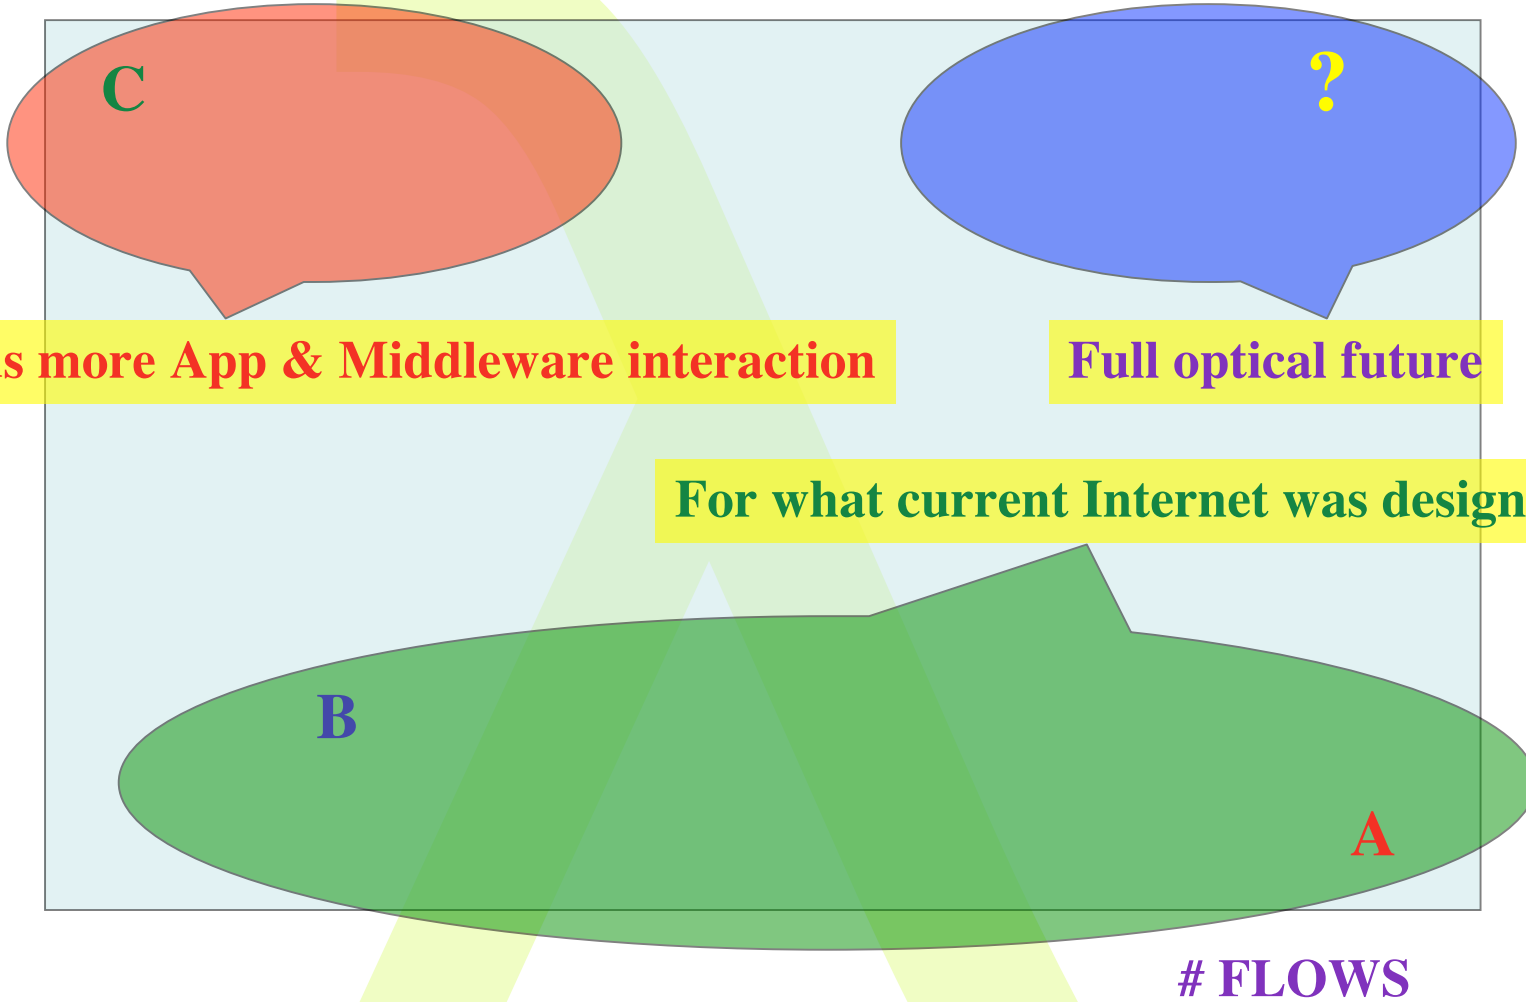 C
?
s more App & Middleware interaction
Full optical future
For what current Internet was design
B
A
# FLOWS